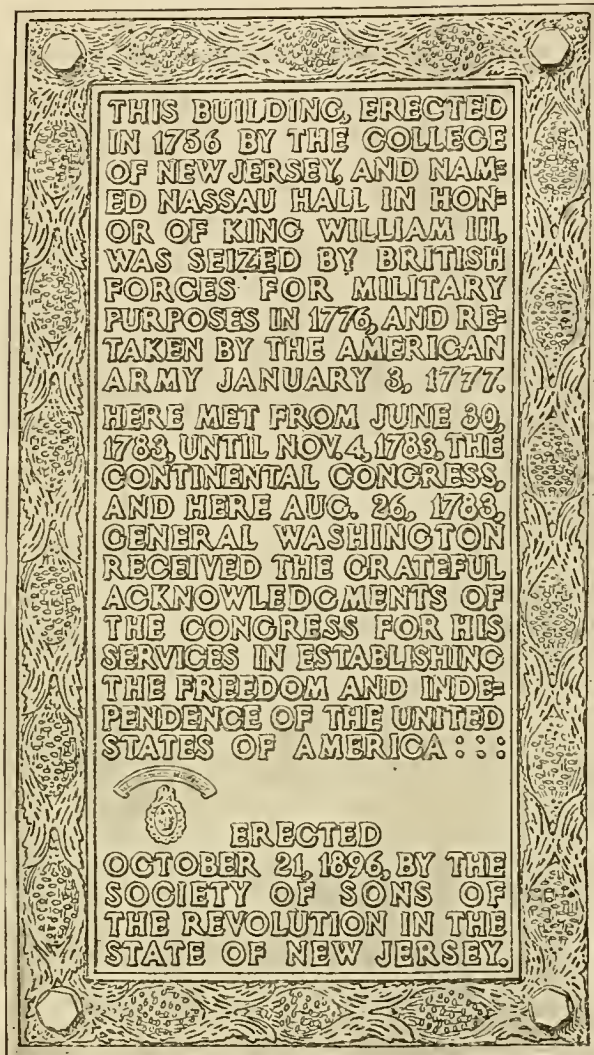 THIS BUILDING, ERECTED
IN 1756 BY THE COLLEGE
OF NEW JERSEY, AND NAM=
ED NASSAU HALL IN HON=
OR OF KING WILLIAM III,
WAS SEIZED BY BRITISH
FORCES FOR MILITARY
PURPOSES IN 1776, AND RE=
TAKEN BY THE AMERICAN
ARMY JANUARY 3, 1777.
HERE MET FROM JUNE 30,
1783, UNTIL NOV. 4, 1783, THE
CONTINENTAL CONGRESS,
AND HERE AUG. 26, 1783,
GENERAL WASHINGTON
RECEIVED THE GRATEFUL
ACKNOWLEDGMENTS OF
THE CONGRESS FOR HIS
SERVICES IN ESTABLISHING
THE FREEDOM AND INDE=
PENDENCE OF THE UNITED
STATES OF AMERICA : : :
ERECTED
OCTOBER 21, 1896, BY THE
SOCIETY OF SONS OF
THE REVOLUTION IN THE
STATE OF NEW JERSEY.